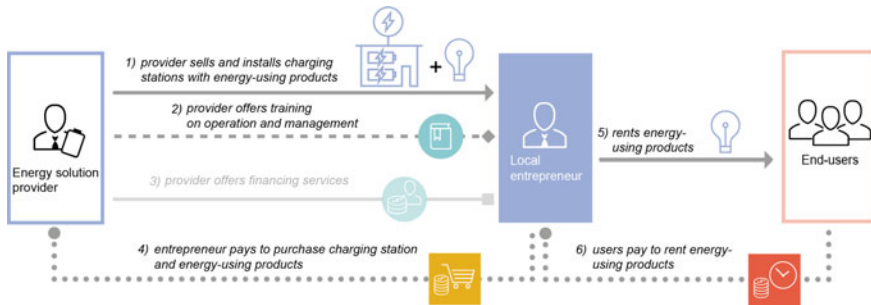 1) provider sells and installs charging
stations with energy-using products
2) provider offers training
on operation and management
3) provider offers financing services
Energy solution
provider
Local
entrepreneur
5) rents energy-
using products
End-users
4) entrepreneur pays to purchase charging station
and energy-using products
6) users pay to rent energy-
using products